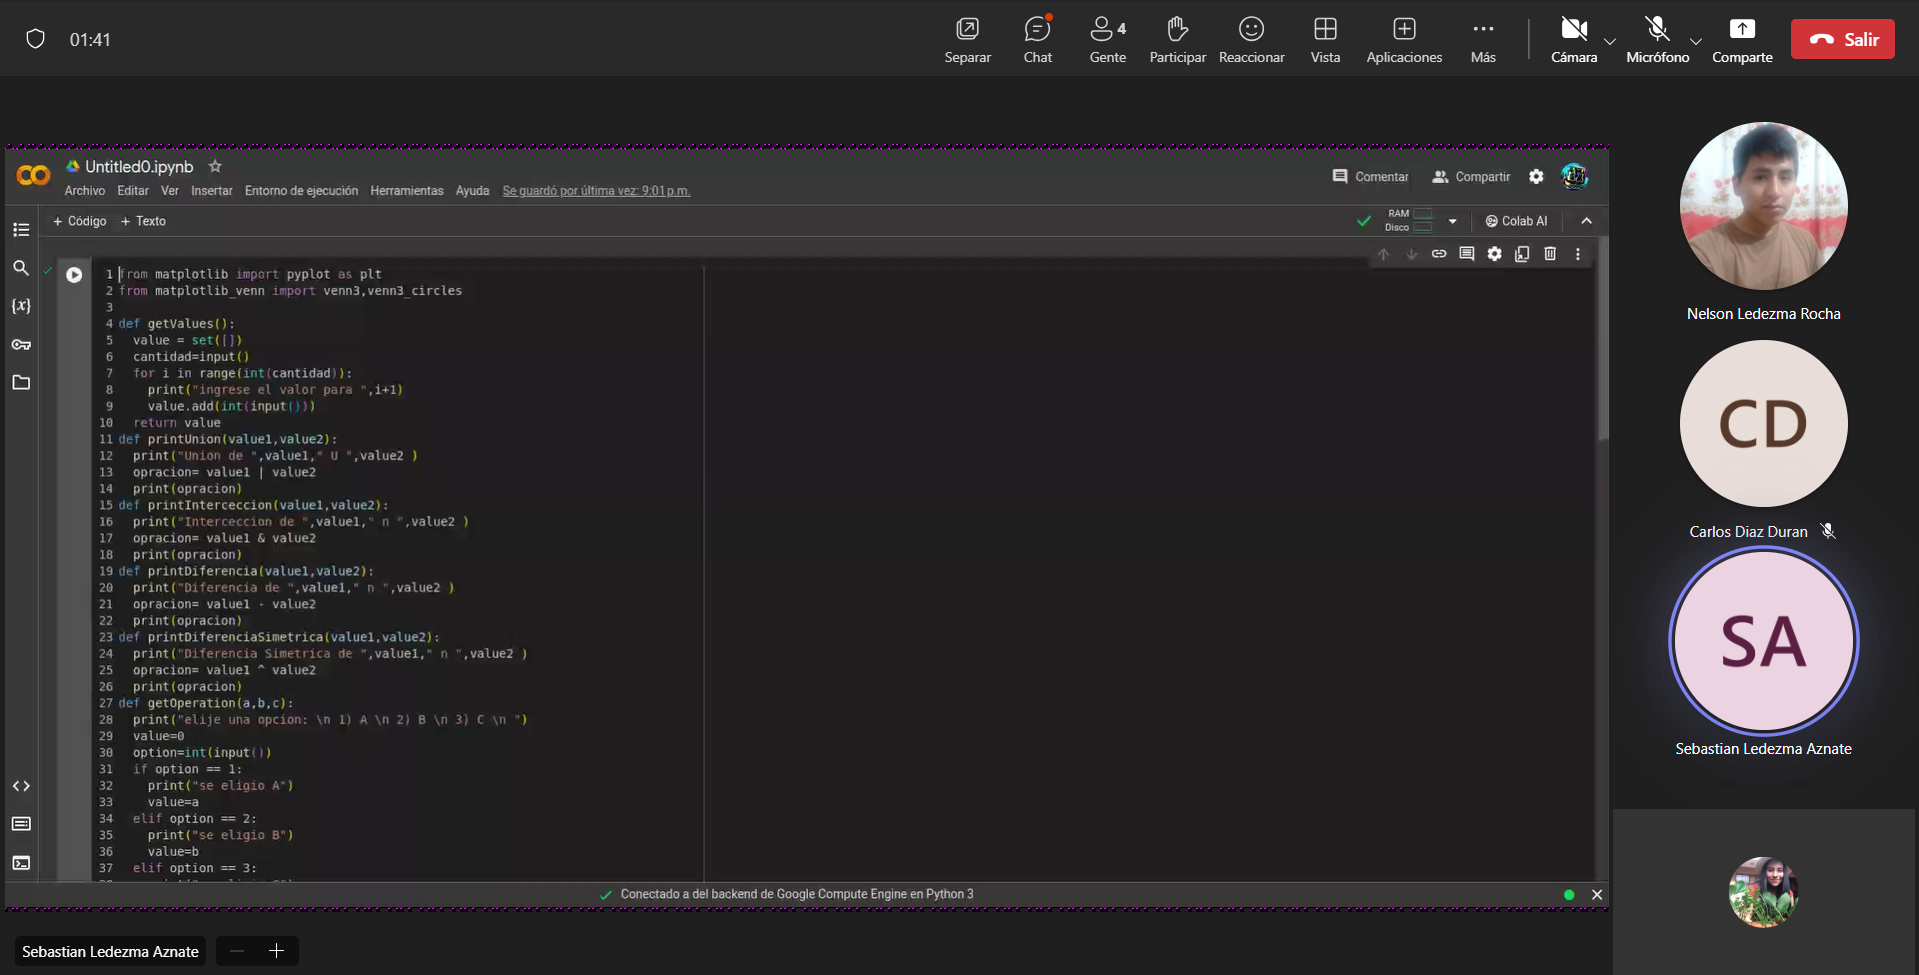 01:41
Separar
Chat
4
Gente
Participar
Reaccionar
Vista
Aplicaciones
Más
Cámara
Micrófono
Comparte
Salir
Untitled0.ipynb
Archivo Editar Ver Insertar Entorno de ejecución Herramientas Ayuda Se guardó por última vez: 9:01 p.m.
Comentar
Compartir
+ Código + Texto
RAM
Disco
Colab AI
1 from matplotlib import pyplot as plt
2 from matplotlib_venn import venn3,venn3_circles
3
4 def getValues():
5 value = set([])
6 cantidad=input()
7 for i in range(int(cantidad)):
8 print("ingrese el valor para ",i+1)
9 value.add(int(input()))
10 return value
11 def printUnion(value1,value2):
12 print("Union de ",value1," U ",value2 )
13 opracion= value1 | value2
14 print(opracion)
15 def printInterceccion(value1,value2):
16 print("Interceccion de ",value1," n ",value2 )
17 opracion= value1 & value2
18 print(opracion)
19 def printDiferencia(value1,value2):
20 print("Diferencia de ",value1," n ",value2 )
21 opracion= value1 - value2
22 print(opracion)
23 def printDiferenciaSimetrica(value1,value2):
24 print("Diferencia Simetrica de ",value1," n ",value2 )
25 opracion= value1 ^ value2
26 print(opracion)
27 def getOperation(a,b,c):
28 print("elije una opcion: \n 1) A \n 2) B \n 3) C \n ")
29 value=0
30 option=int(input())
31 if option == 1:
32 print("se eligio A")
33 value=a
34 elif option == 2:
35 print("se eligio B")
36 value=b
37 elif option == 3:
Conectado a del backend de Google Compute Engine en Python 3
Nelson Ledezma Rocha
CD
Carlos Diaz Duran
SA
Sebastian Ledezma Aznate
Sebastian Ledezma Aznate